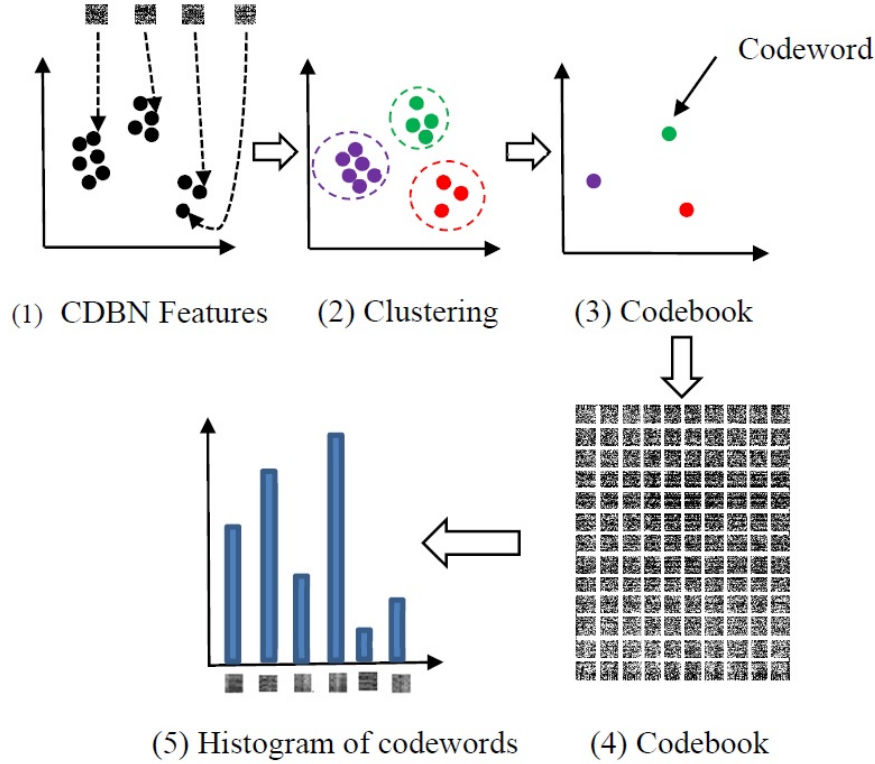 Codeword
(1) CDBN Features
(2) Clustering
(3) Codebook
(5) Histogram of codewords
(4) Codebook